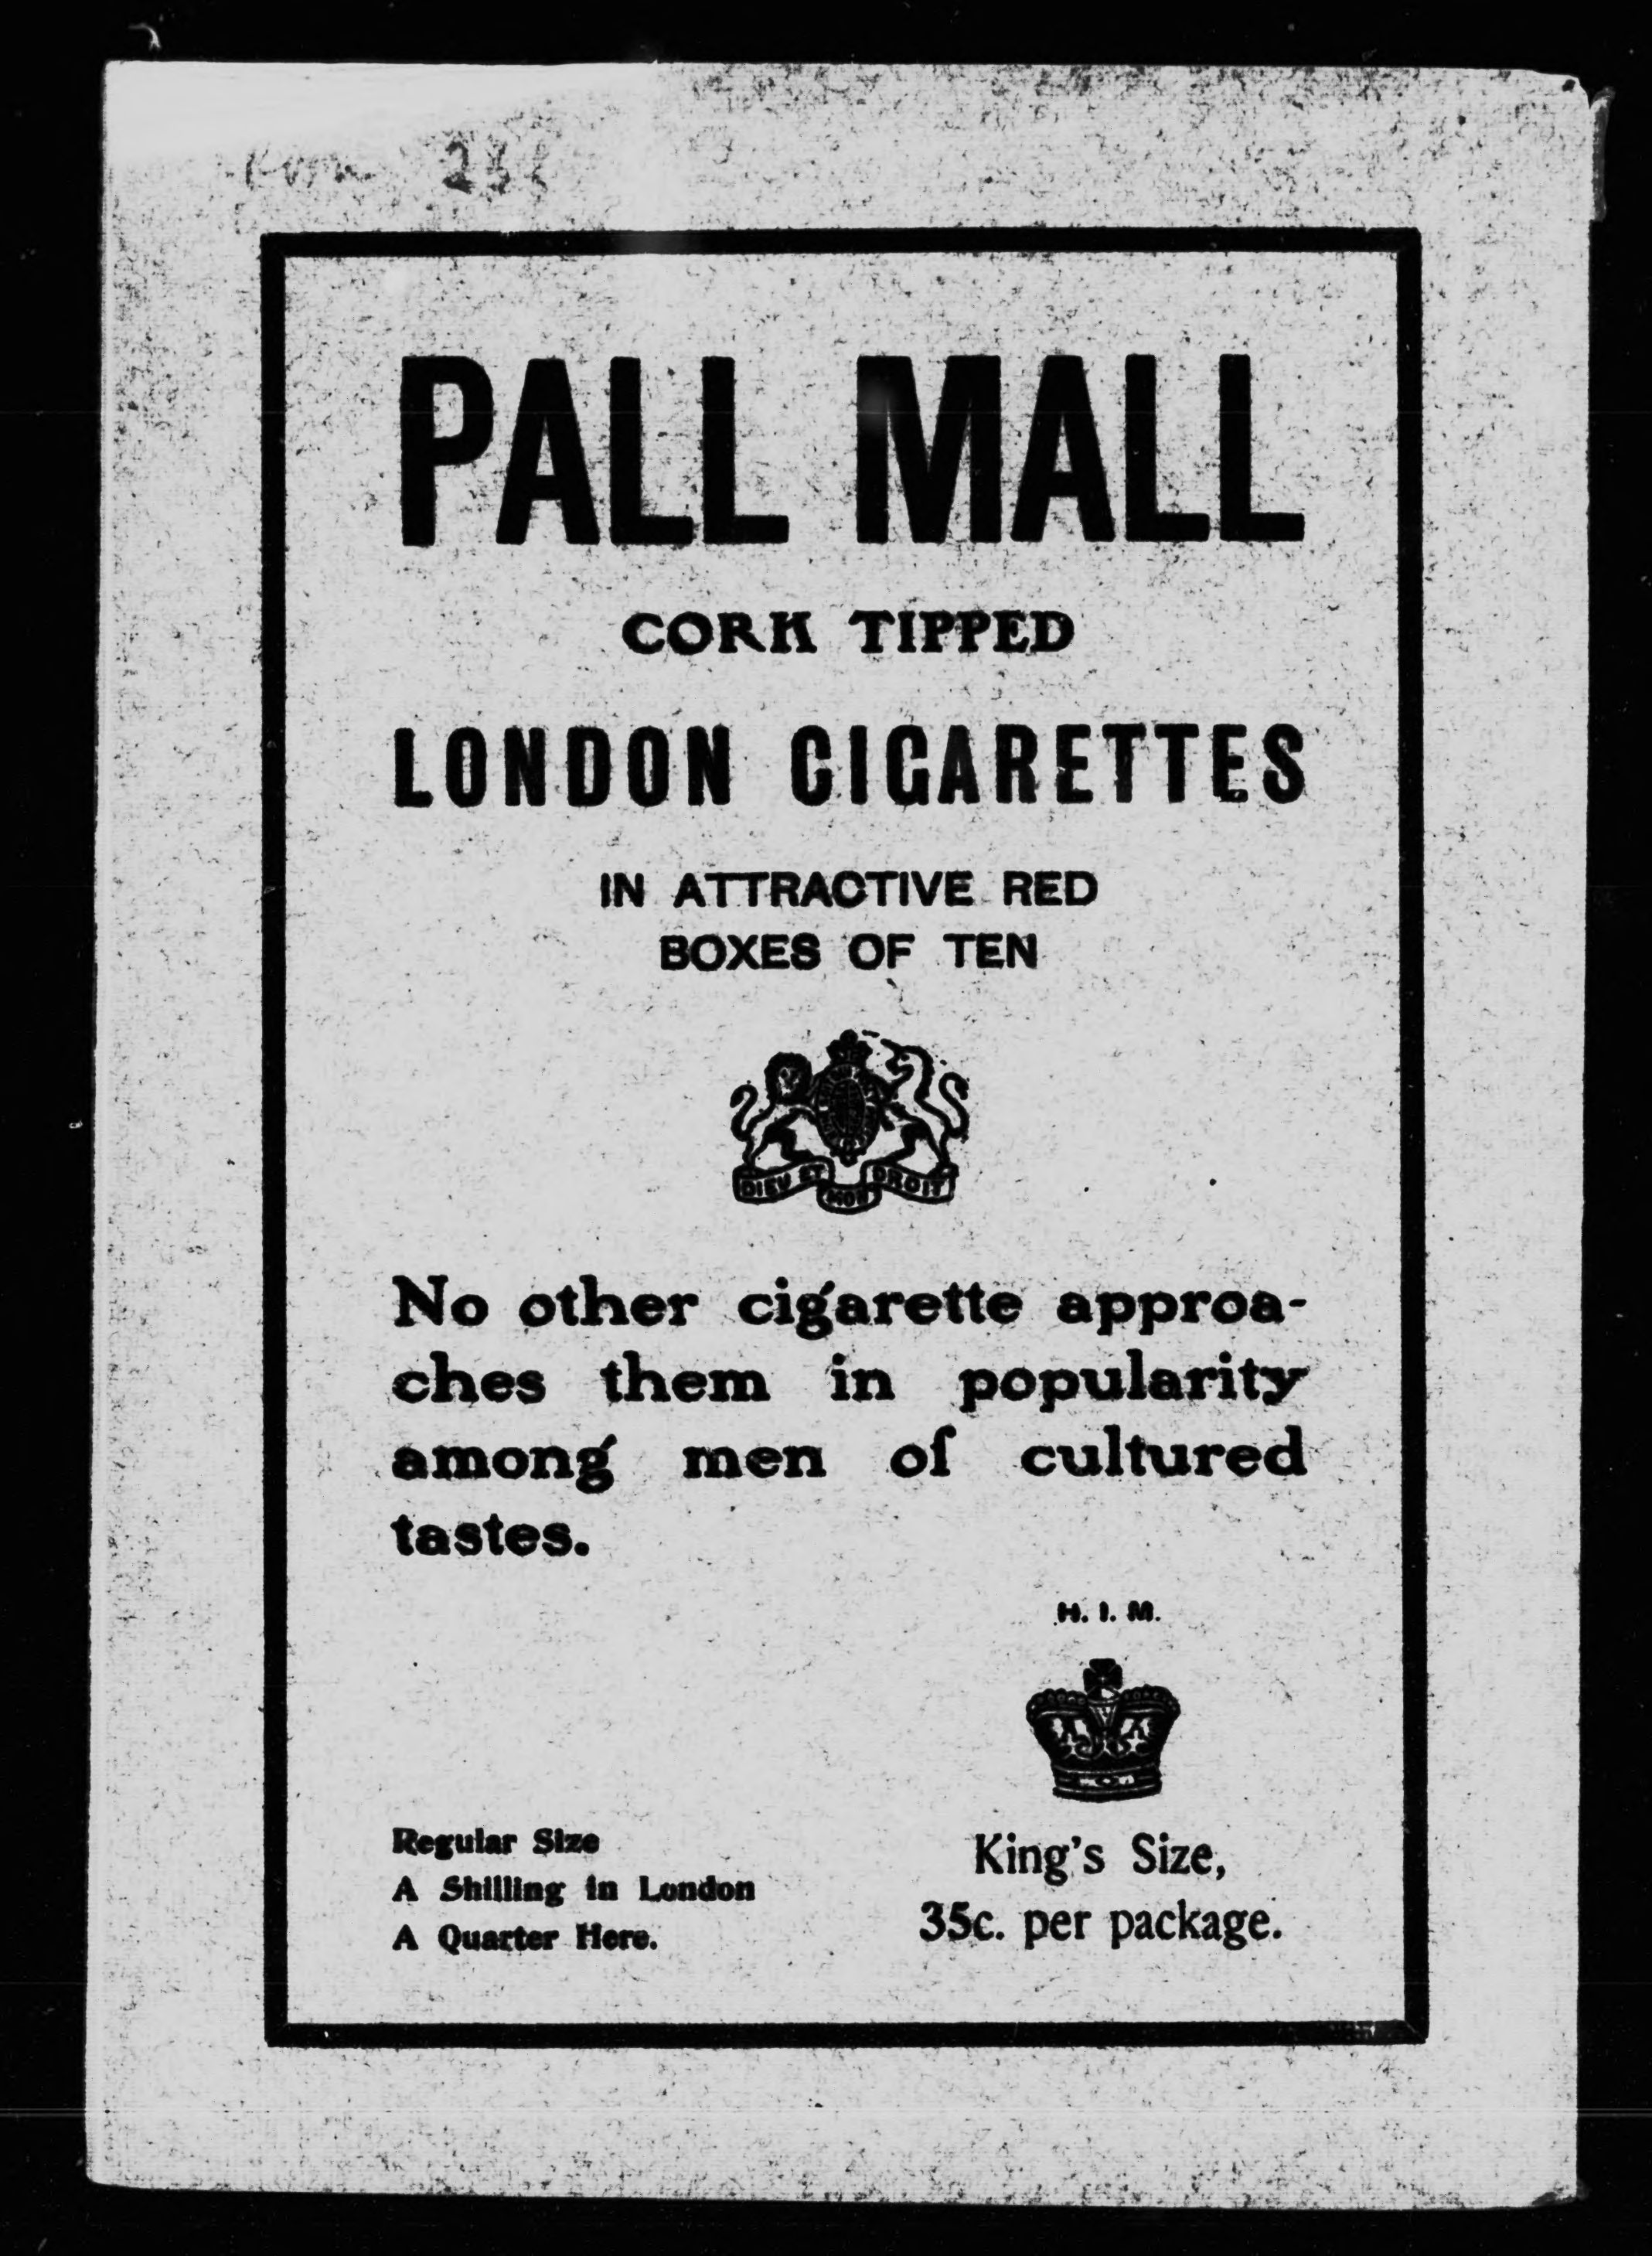 PALL MALL
CORK TIPPED
LONDON CIGARETTES
IN ATTRACTIVE RED
BOXES OF TEN
DIEU ET MON DROIT
No other cigarette approa-
ches them in popularity
among men of cultured
tastes.
H. I. M.
Regular Size
A Shilling in London
A Quarter Here.
King's Size,
35c. per package.